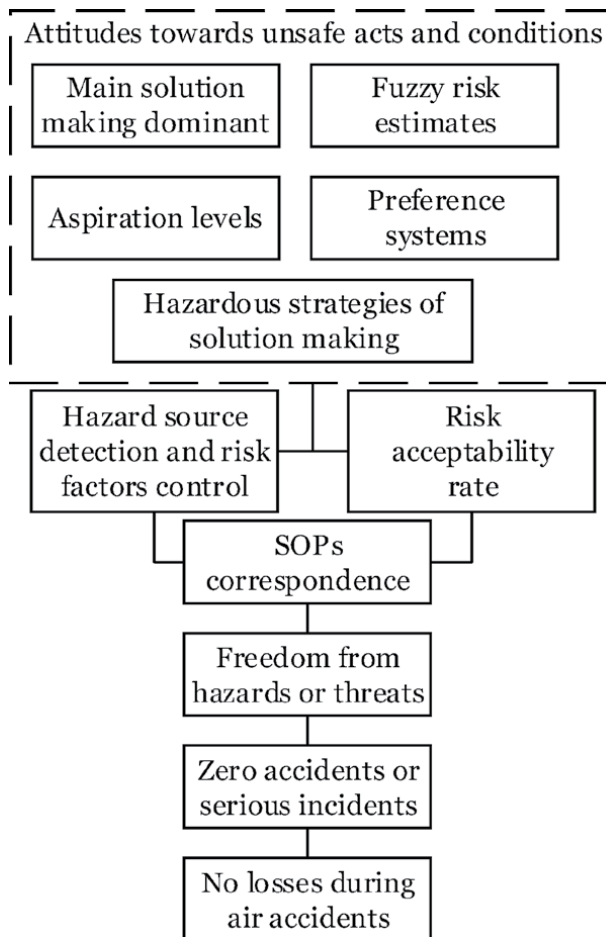 Attitudes towards unsafe acts and conditions
Main solution
making dominant
Fuzzy risk
estimates
Aspiration levels
Preference
systems
Hazardous strategies of
solution making
Hazard source
detection and risk
factors control
Risk
acceptability
rate
SOPs
correspondence
Freedom from
hazards or threats
Zero accidents or
serious incidents
No losses during
air accidents